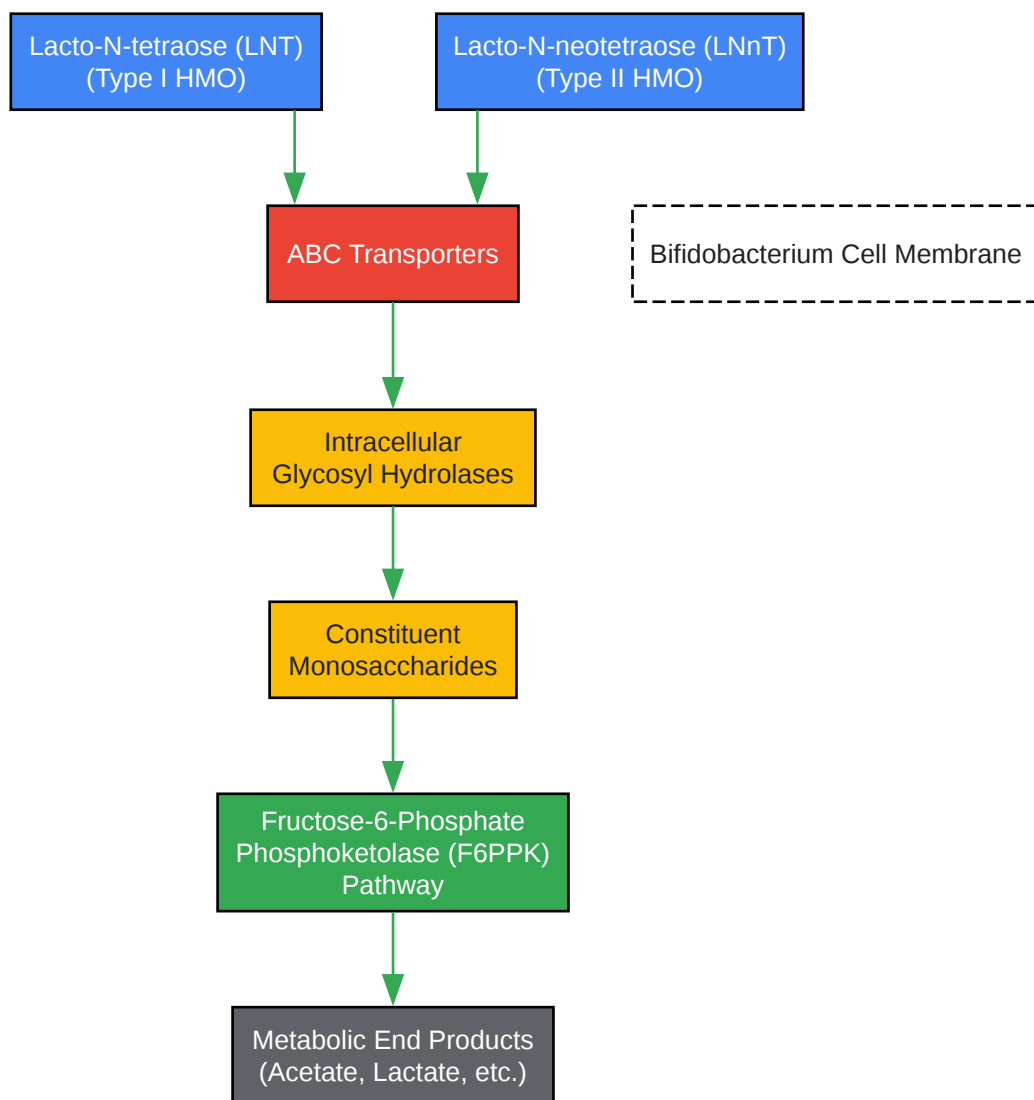 Lacto-N-tetraose (LNT)
(Type I HMO)
Lacto-N-neotetraose (LNnT)
(Type II HMO)
ABC Transporters
Bifidobacterium Cell Membrane
Intracellular
Glycosyl Hydrolases
Constituent
Monosaccharides
Fructose-6-Phosphate
Phosphoketolase (F6PPK)
Pathway
Metabolic End Products
(Acetate, Lactate, etc.)